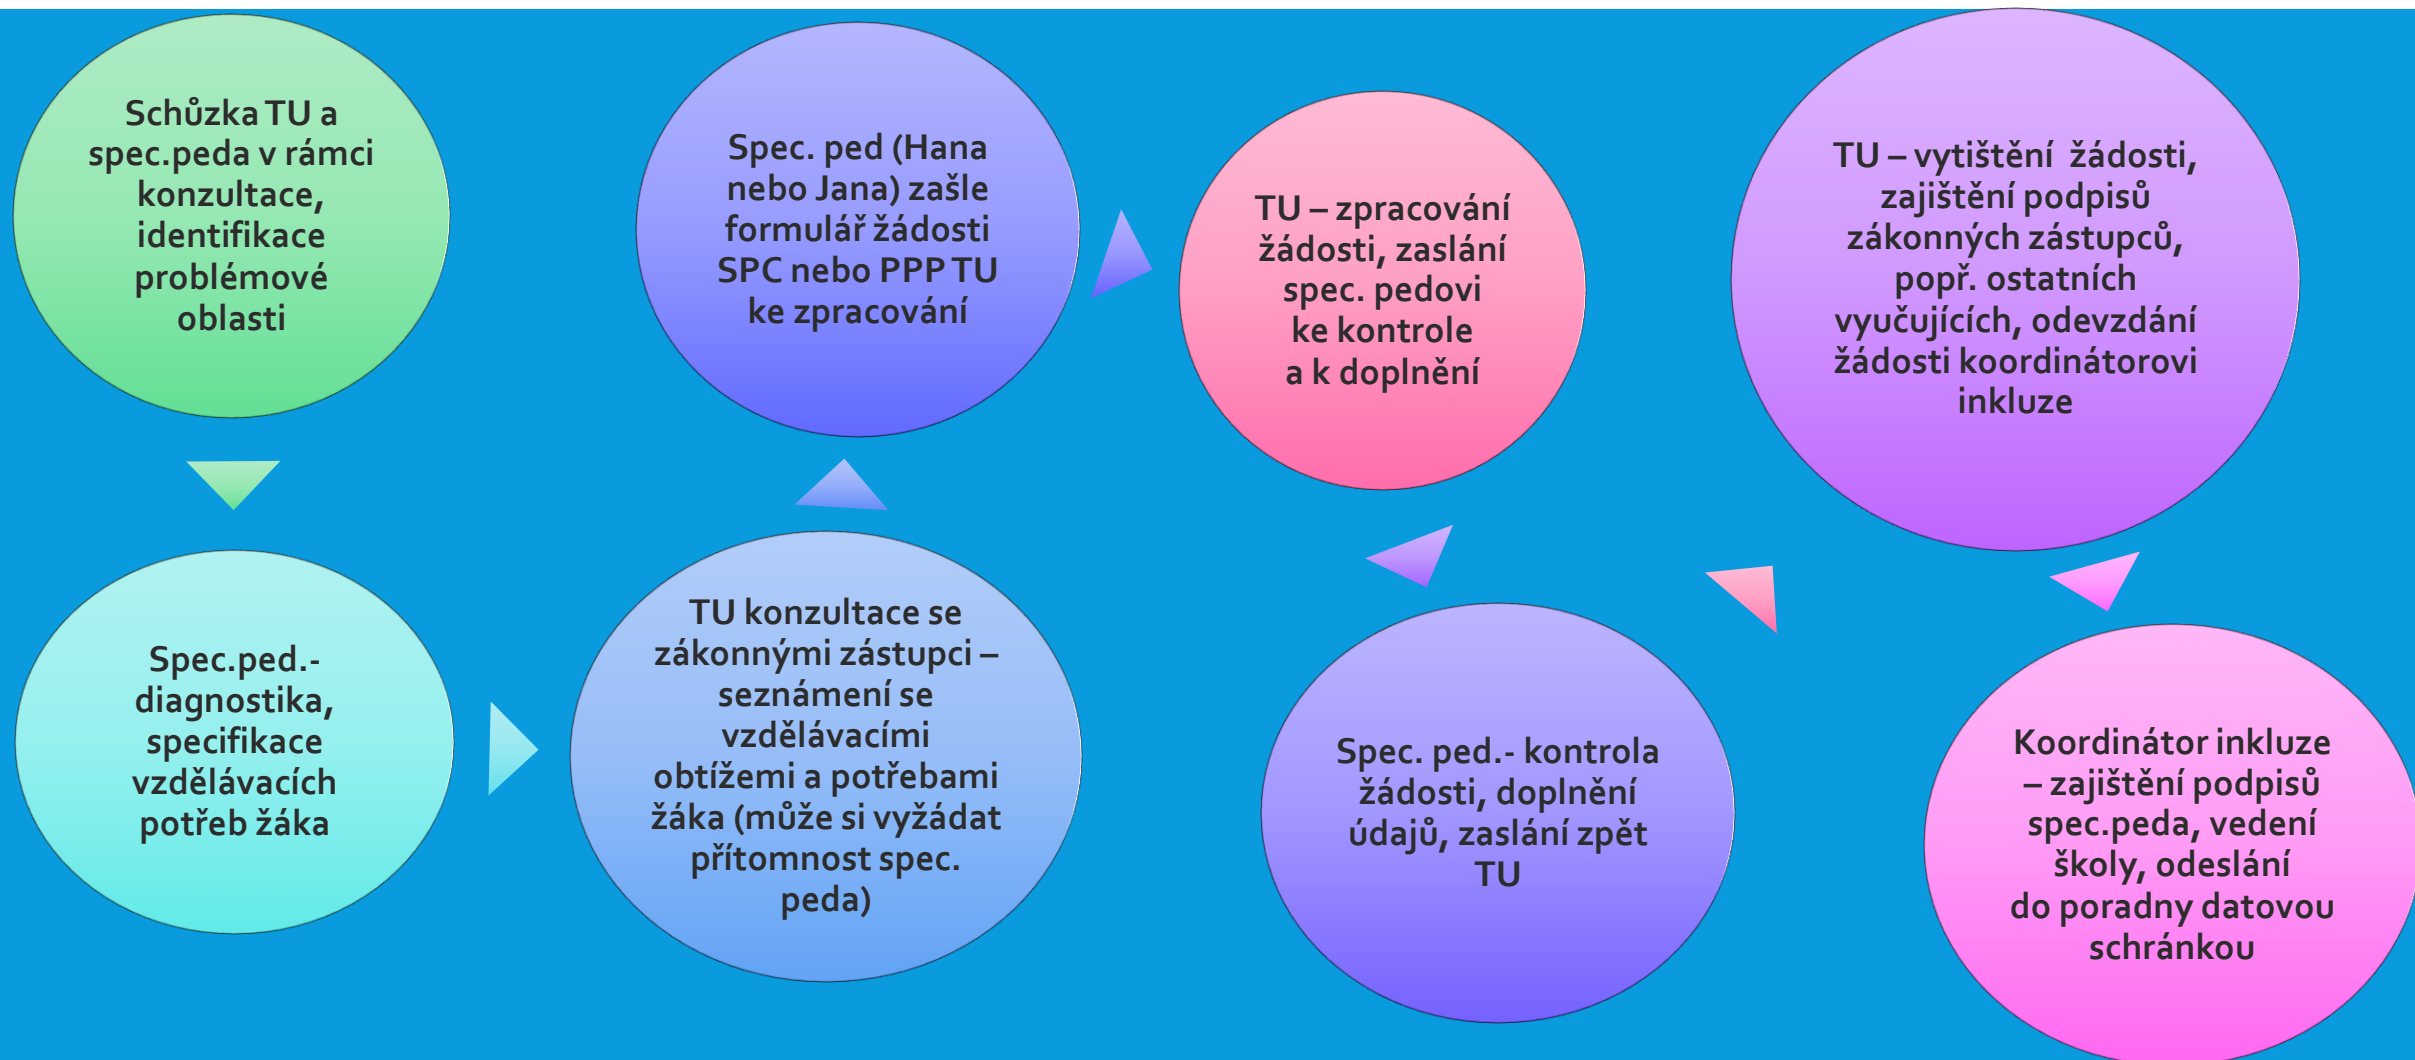 Schůzka TU a
spec.peda v rámci
konzultace,
identifikace
problémové
oblasti
Spec.ped.-
diagnostika,
specifikace
vzdělávacích
potřeb žáka
TU konzultace se
zákonnými zástupci –
seznámení se
vzdělávacími
obtížemi a potřebami
žáka (může si vyžádat
přítomnost spec.
peda)
Spec. ped (Hana
nebo Jana) zašle
formulář žádosti
SPC nebo PPP TU
ke zpracování
TU – zpracování
žádosti, zaslání
spec. pedovi
ke kontrole
a k doplnění
Spec. ped.- kontrola
žádosti, doplnění
údajů, zaslání zpět
TU
TU – vytištění  žádosti,
zajištění podpisů
zákonných zástupců,
popř. ostatních
vyučujících, odevzdání
žádosti koordinátorovi
inkluze
Koordinátor inkluze
– zajištění podpisů
spec.peda, vedení
školy, odeslání
do poradny datovou
schránkou